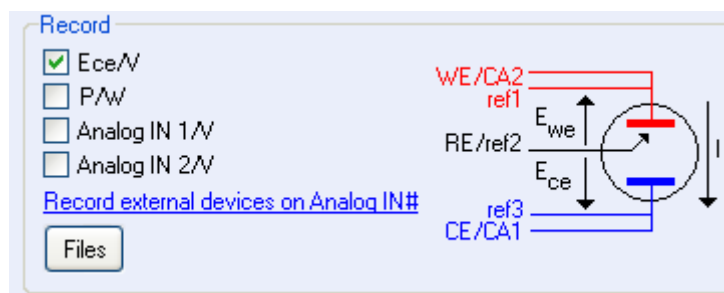 Record
Ece/V
P/W
Analog IN 1/V
Analog IN 2/V
Record external devices on Analog IN#
Files
WE/CA2
ref1
Ewe
RE/ref2
I
Ece
ref3
CE/CA1